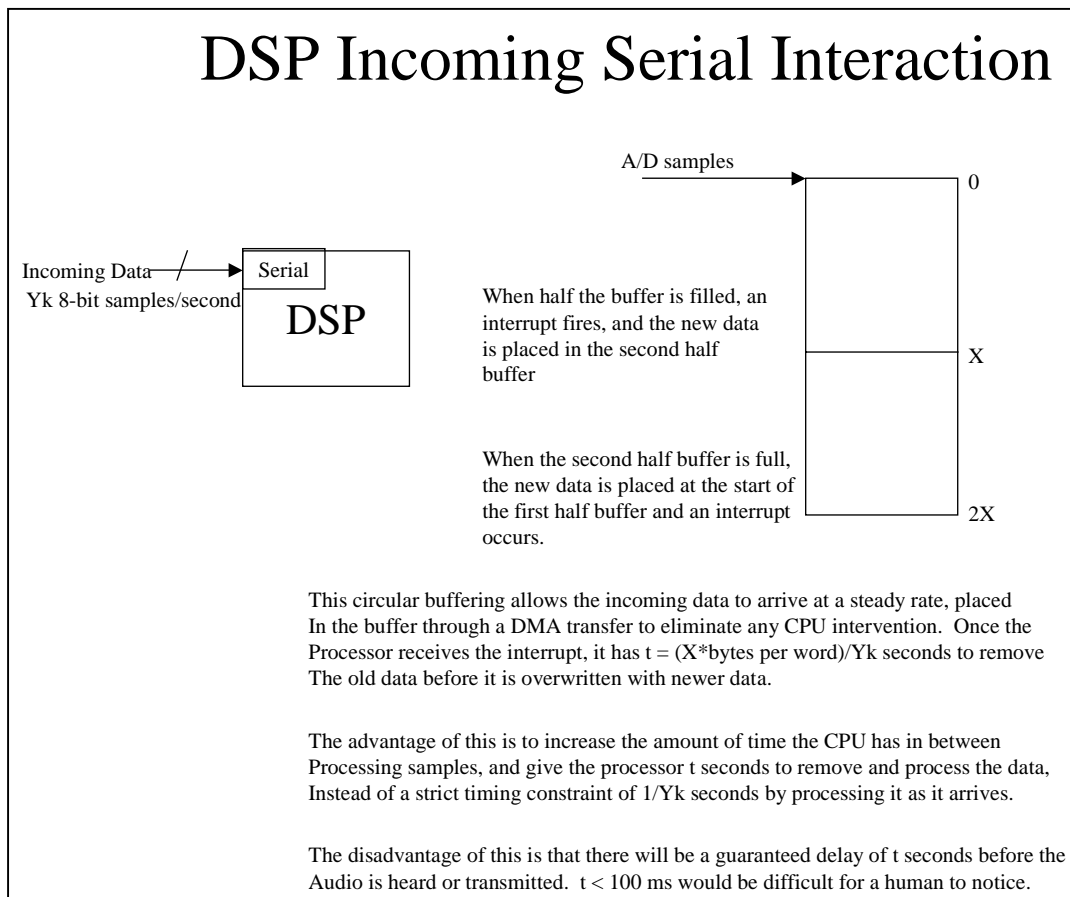 DSP Incoming Serial Interaction
A/D samples
0
Incoming Data
Serial
Yk 8-bit samples/second
DSP
When half the buffer is filled, an
interrupt fires, and the new data
is placed in the second half
buffer
X
When the second half buffer is full,
the new data is placed at the start of
the first half buffer and an interrupt
occurs.
2X
This circular buffering allows the incoming data to arrive at a steady rate, placed
In the buffer through a DMA transfer to eliminate any CPU intervention.  Once the
Processor receives the interrupt, it has t = (X*bytes per word)/Yk seconds to remove
The old data before it is overwritten with newer data.
The advantage of this is to increase the amount of time the CPU has in between
Processing samples, and give the processor t seconds to remove and process the data,
Instead of a strict timing constraint of 1/Yk seconds by processing it as it arrives.
The disadvantage of this is that there will be a guaranteed delay of t seconds before the
Audio is heard or transmitted.  t < 100 ms would be difficult for a human to notice.